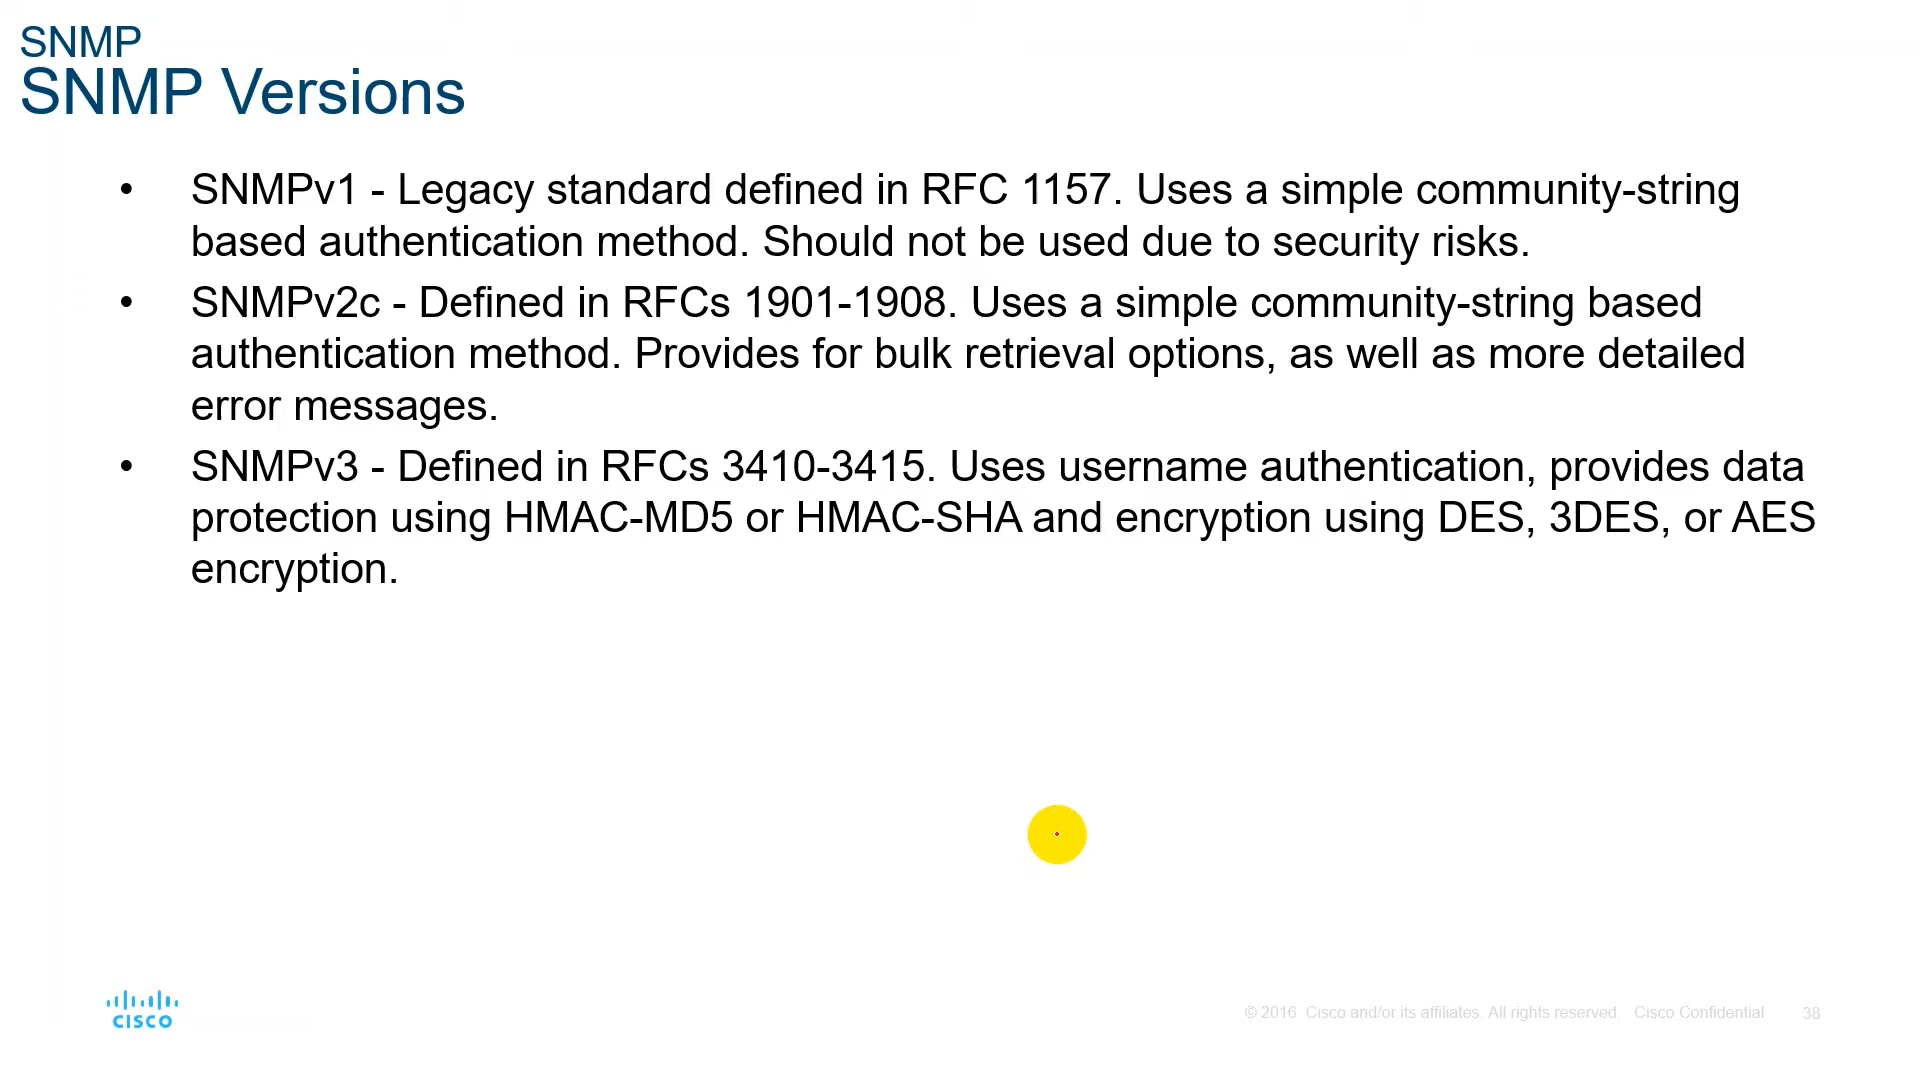 SNMP
SNMP Versions
• SNMPv1 - Legacy standard defined in RFC 1157. Uses a simple community-string
based authentication method. Should not be used due to security risks.
• SNMPv2c - Defined in RFCs 1901-1908. Uses a simple community-string based
authentication method. Provides for bulk retrieval options, as well as more detailed
error messages.
• SNMPv3 - Defined in RFCs 3410-3415. Uses username authentication, provides data
protection using HMAC-MD5 or HMAC-SHA and encryption using DES, 3DES, or AES
encryption.
CISCO
© 2016 Cisco and/or its affiliates. All rights reserved. Cisco Confidential 38